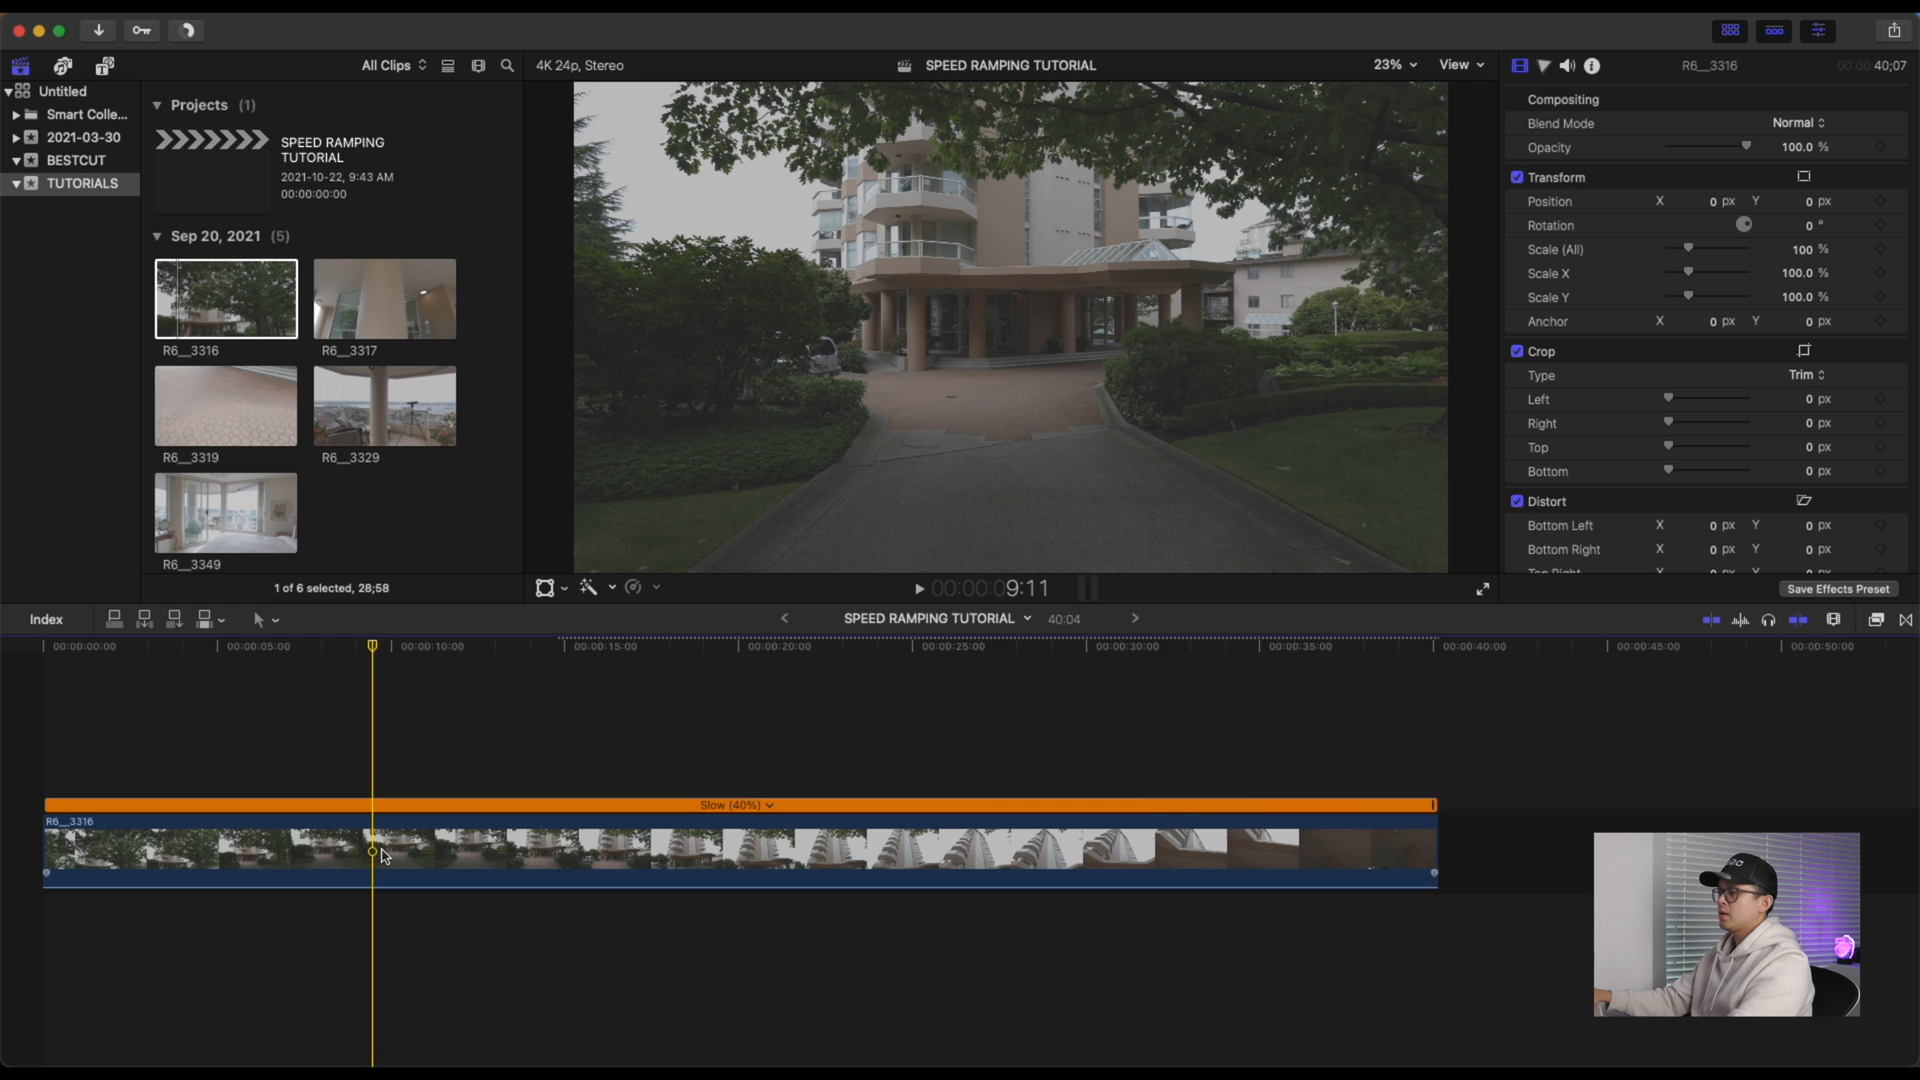 All Clips
4K 24p, Stereo
SPEED RAMPING TUTORIAL
23%
View
R6__3316
00:00:40;07
Untitled
Smart Colle...
2021-03-30
BESTCUT
TUTORIALS
Projects (1)
SPEED RAMPING
TUTORIAL
2021-10-22, 9:43 AM
00:00:00:00
Sep 20, 2021 (5)
R6__3316
R6__3317
R6__3319
R6__3329
R6__3349
1 of 6 selected, 28;58
00:00:09:11
Compositing
Blend Mode Normal
Opacity 100.0 %
Transform
Position X 0 px Y 0 px
Rotation 0 °
Scale (All) 100 %
Scale X 100.0 %
Scale Y 100.0 %
Anchor X 0 px Y 0 px
Crop
Type Trim
Left 0 px
Right 0 px
Top 0 px
Bottom 0 px
Distort
Bottom Left X 0 px Y 0 px
Bottom Right X 0 px Y 0 px
Top Right X 0 px Y 0 px
Save Effects Preset
Index
SPEED RAMPING TUTORIAL 40:04
00:00:00:00 00:00:05:00 00:00:10:00 00:00:15:00 00:00:20:00 00:00:25:00 00:00:30:00 00:00:35:00 00:00:40:00 00:00:45:00 00:00:50:00
Slow (40%)
R6__3316